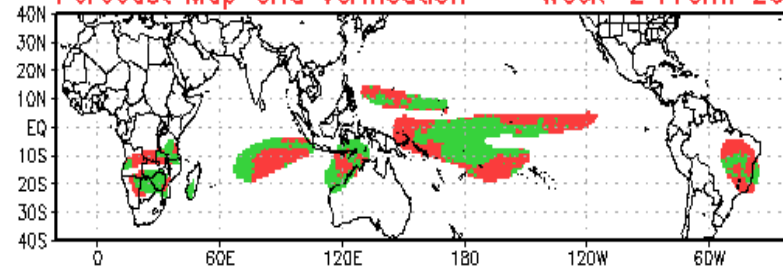 Forecast Map and Verification Week 2
40N
30N
20N
10N
EQ
10S
20S
30S
40S
0 60E 120E 180 120W 60W